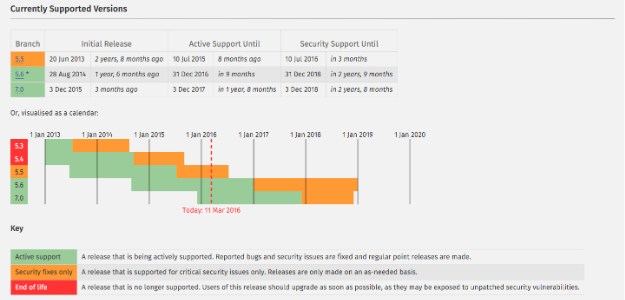 Currently Supported Versions
Branch Initial Release Active Support Until Security Support Until
5.5 20 Jun 2013 2 years, 8 months ago 10 Jul 2015 8 months ago 10 Jul 2016 in 3 months
5.6 * 28 Aug 2014 1 year, 6 months ago 31 Dec 2016 in 9 months 31 Dec 2018 in 2 years, 9 months
7.0 3 Dec 2015 3 months ago 3 Dec 2017 in 1 year, 8 months 3 Dec 2018 in 2 years, 8 months
Or, visualised as a calendar:
1 Jan 2013 1 Jan 2014 1 Jan 2015 1 Jan 2016 1 Jan 2017 1 Jan 2018 1 Jan 2019 1 Jan 2020
5.3
5.4
5.5
5.6
7.0
Today: 11 Mar 2016
Key
Active support A release that is being actively supported. Reported bugs and security issues are fixed and regular point releases are made.
Security fixes only A release that is supported for critical security issues only. Releases are only made on an as-needed basis.
End of life A release that is no longer supported. Users of this release should upgrade as soon as possible, as they may be exposed to unpatched security vulnerabilities.